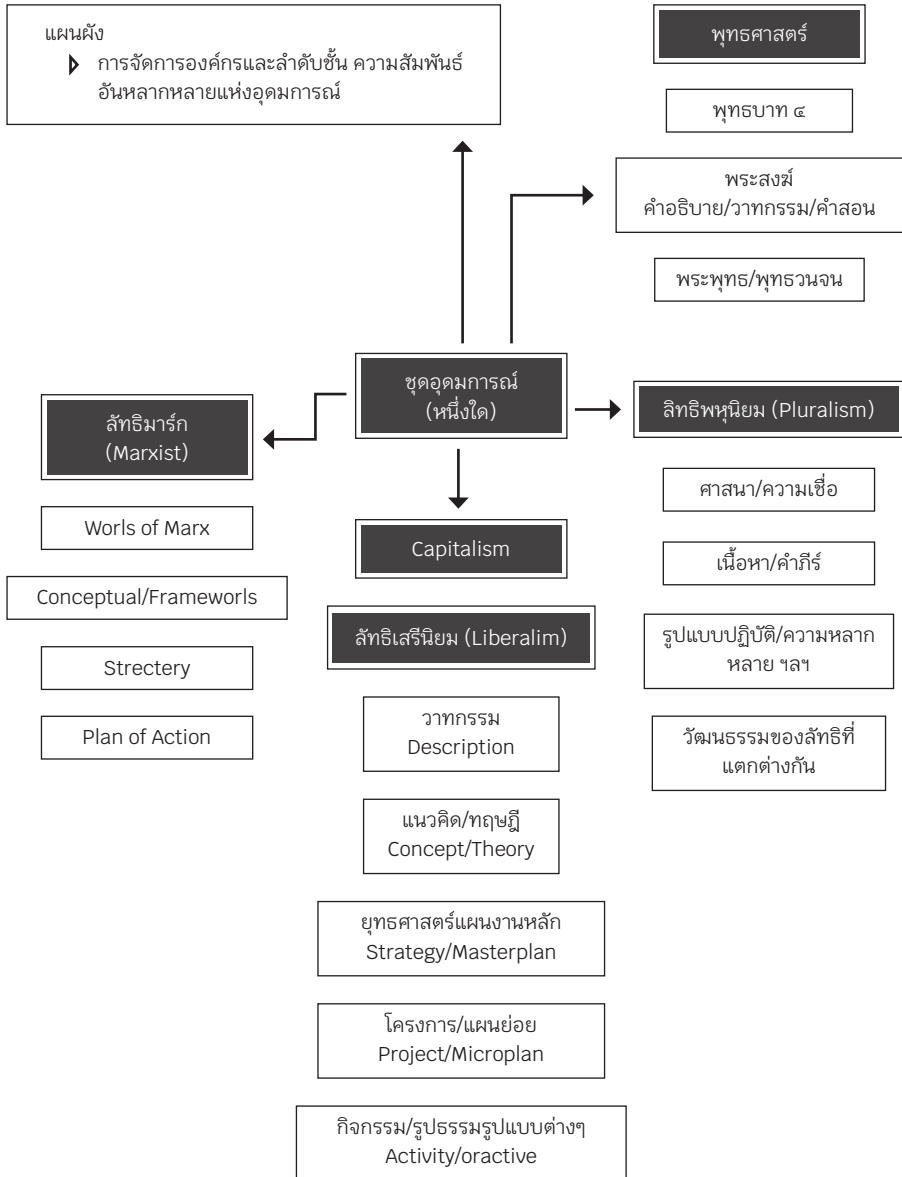 แผนผัง
การจัดการองค์กรและลำดับชั้น ความสัมพันธ์
อันหลากหลายแห่งอุดมการณ์
พุทธศาสตร์
พุทธบาท ๔
พระสงฆ์
คำอธิบาย/วาทกรรม/คำสอน
พระพุทธ/พุทธวนจน
ชุดอุดมการณ์
(หนึ่งใด)
ลัทธิมาร์ก
(Marxist)
Worls of Marx
Conceptual/Frameworls
Strectery
Plan of Action
Capitalism
ลัทธิเสรีนิยม (Liberalim)
วาทกรรม
Description
แนวคิด/ทฤษฎี
Concept/Theory
ยุทธศาสตร์แผนงานหลัก
Strategy/Masterplan
โครงการ/แผนย่อย
Project/Microplan
กิจกรรม/รูปธรรมรูปแบบต่างๆ
Activity/oractive
ลิทธิพหุนิยม (Pluralism)
ศาสนา/ความเชื่อ
เนื้อหา/คำภีร์
รูปแบบปฏิบัติ/ความหลาก
หลาย ฯลฯ
วัฒนธรรมของลัทธิที่
แตกต่างกัน